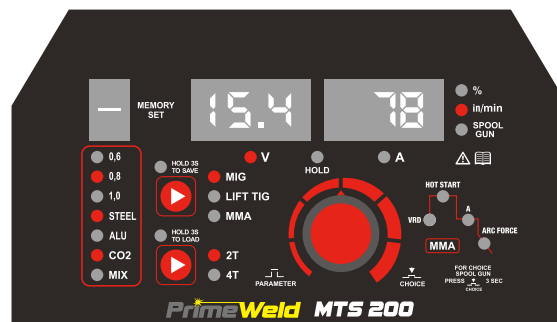 MEMORY
SET
15.4
78
%
in/min
SPOOL
GUN
V
HOLD
A
0,6
0,8
1,0
STEEL
ALU
CO2
MIX
HOLD 3S
TO SAVE
MIG
LIFT TIG
MMA
HOLD 3S
TO LOAD
2T
4T
PARAMETER
CHOICE
HOT START
VRD
A
ARC FORCE
MMA
FOR CHOICE
SPOOL GUN
PRESS 3 SEC
CHOICE
PrimeWeld MTS 200